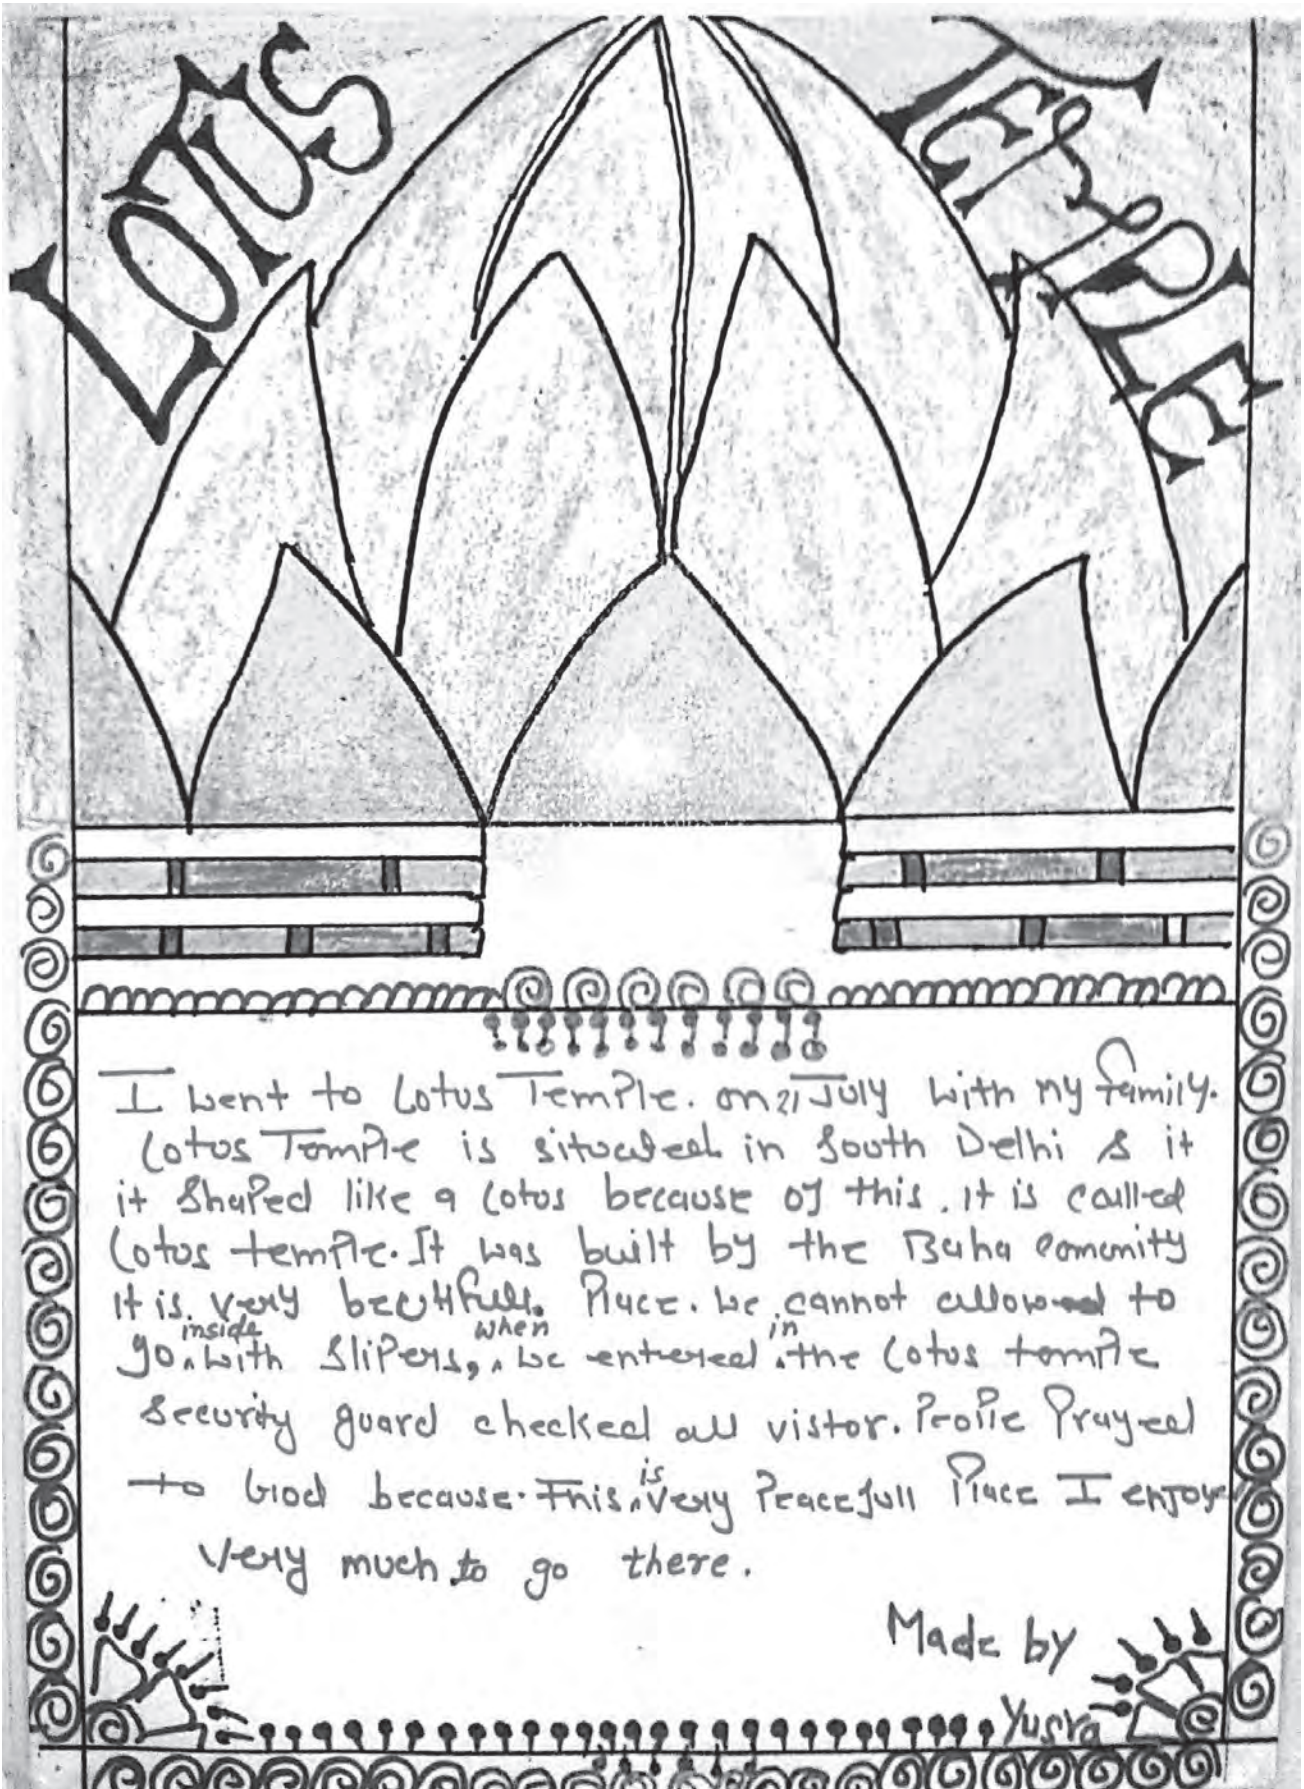 LOTUS TEMPLE
I went to Lotus Temple. on 21 July with my family.
Lotus Temple is situated in South Delhi & it
it Shaped like a lotus because of this. it is called
Lotus temple. It was built by the Baha comunity
it is very beutifull. Place. we cannot allowed to
go inside with Slipers, when we entered in the Lotus temple
Security guard checked all vistor. People Prayed
to God because. This is very Peacefull Place I enjoye
very much to go there.
Made by
Yusra